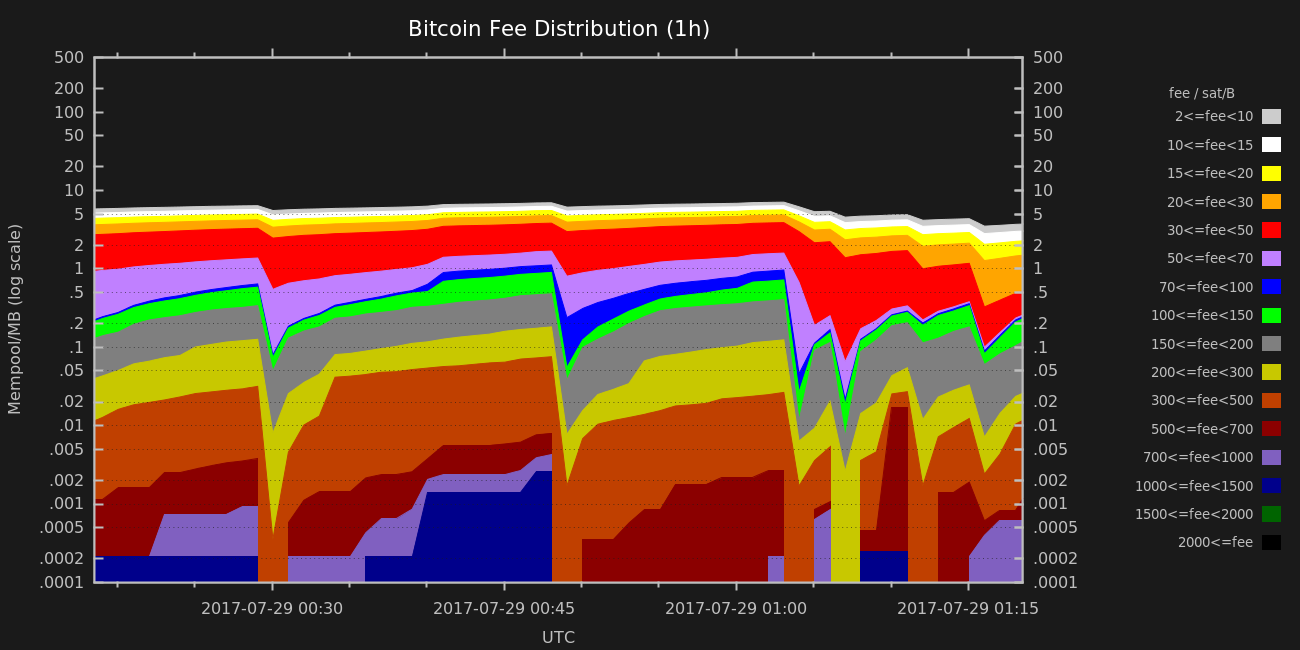 Bitcoin Fee Distribution (1h)
500
200
100
50
20
10
5
2
1
.5
.2
.1
.05
.02
.01
.005
.002
.001
.0005
.0002
.0001
Mempool/MB (log scale)
500
200
100
50
20
10
5
2
1
.5
.2
.1
.05
.02
.01
.005
.002
.001
.0005
.0002
.0001
fee / sat/B
2<=fee<10
10<=fee<15
15<=fee<20
20<=fee<30
30<=fee<50
50<=fee<70
70<=fee<100
100<=fee<150
150<=fee<200
200<=fee<300
300<=fee<500
500<=fee<700
700<=fee<1000
1000<=fee<1500
1500<=fee<2000
2000<=fee
2017-07-29 00:30 2017-07-29 00:45 2017-07-29 01:00 2017-07-29 01:15
UTC